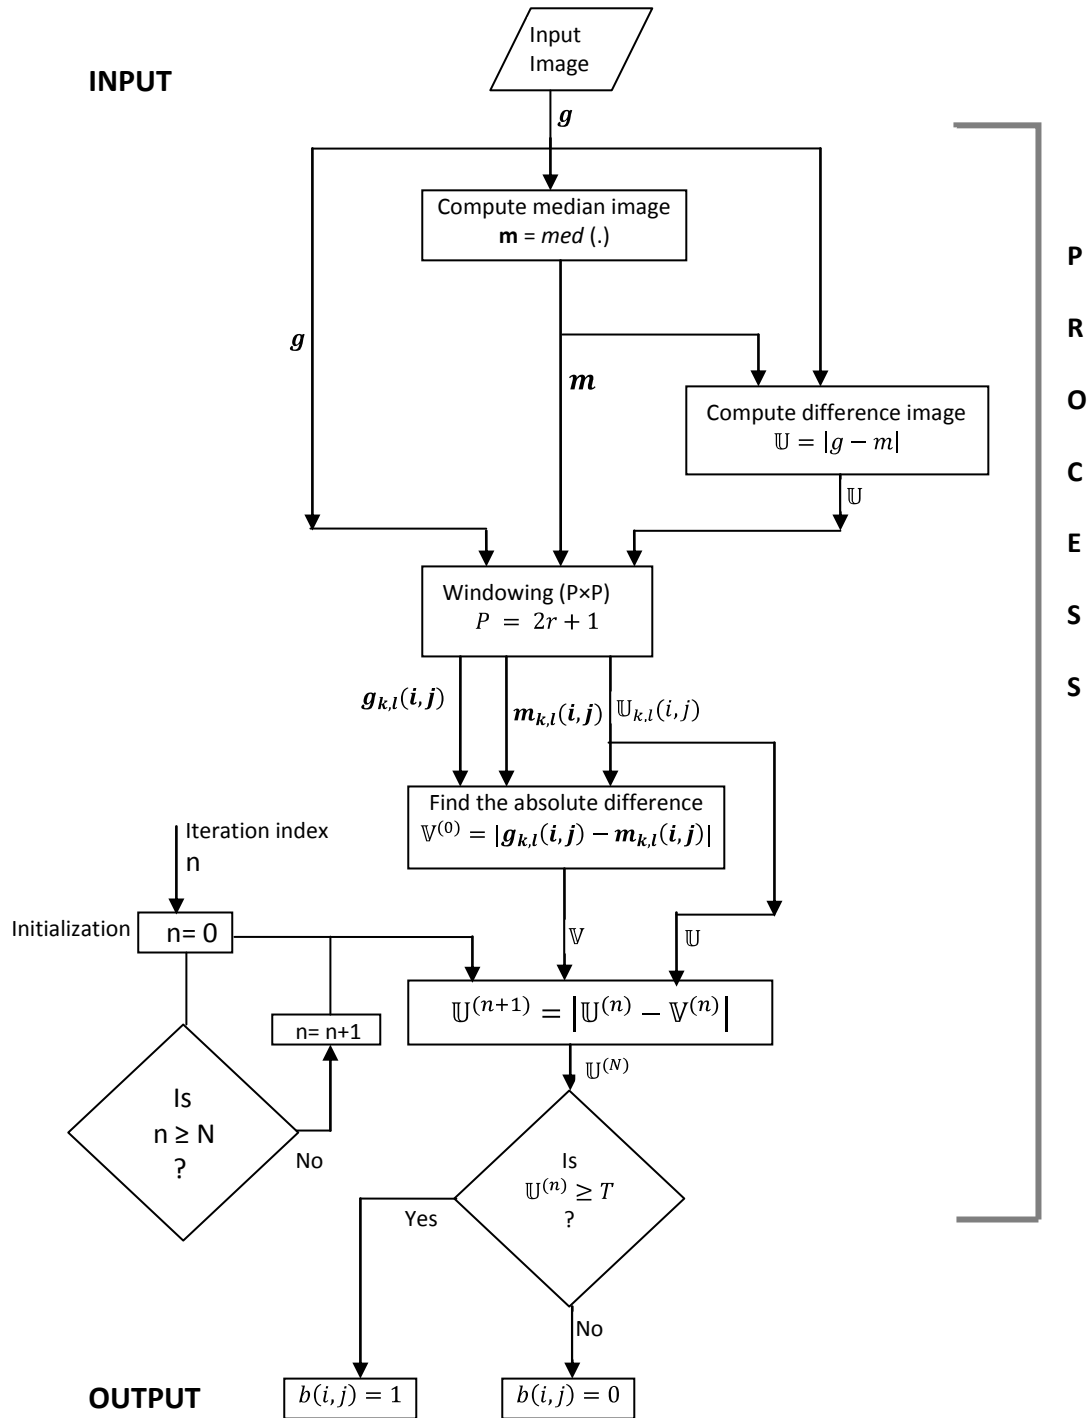 Input
Image
INPUT
g
Compute median image
m = med (.)
g
m
Compute difference image
𝕌 = |g − m|
𝕌
Windowing (P×P)
P = 2r + 1
g_{k,l}(i,j)
m_{k,l}(i,j)
𝕌_{k,l}(i,j)
Find the absolute difference
𝕍^{(0)} = |g_{k,l}(i,j) − m_{k,l}(i,j)|
Iteration index
n
Initialization
n= 0
𝕍
𝕌
𝕌^{(n+1)} = |𝕌^{(n)} − 𝕍^{(n)}|
n= n+1
𝕌^{(N)}
Is
n ≥ N
?
No
Is
𝕌^{(n)} ≥ T
?
Yes
No
OUTPUT
b(i,j) = 1
b(i,j) = 0
P
R
O
C
E
S
S